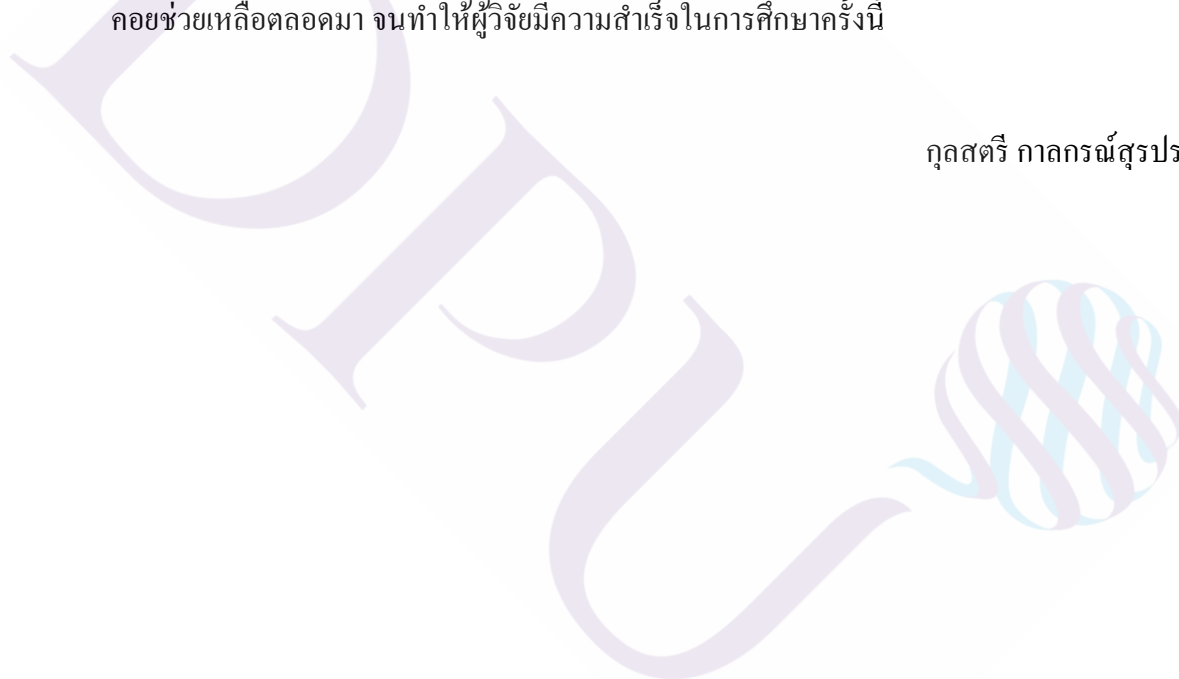 คอยช่วยเหลือตลอดมา จนทำให้ผู้วิจัยมีความสำเร็จในการศึกษาครั้งนี้
กุลสตรี กาลกรณ์สุรปร
DPU